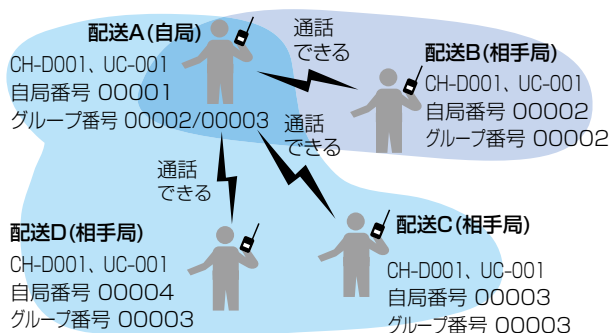 配送A(自局)
CH-D001、UC-001
自局番号 00001
グループ番号 00002/00003
通話
できる
配送B(相手局)
CH-D001、UC-001
自局番号 00002
グループ番号 00002
通話
できる
通話
できる
配送D(相手局)
CH-D001、UC-001
自局番号 00004
グループ番号 00003
配送C(相手局)
CH-D001、UC-001
自局番号 00003
グループ番号 00003